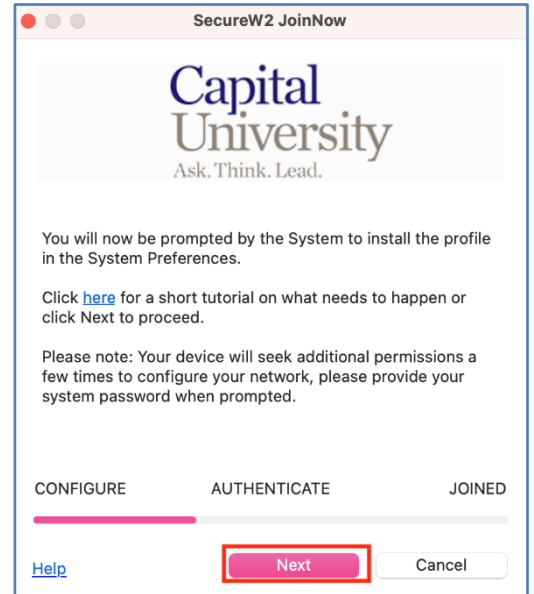 SecureW2 JoinNow
Capital
University
Ask. Think. Lead.
You will now be prompted by the System to install the profile
in the System Preferences.
Click here for a short tutorial on what needs to happen or
click Next to proceed.
Please note: Your device will seek additional permissions a
few times to configure your network, please provide your
system password when prompted.
CONFIGURE AUTHENTICATE JOINED
Help Next Cancel